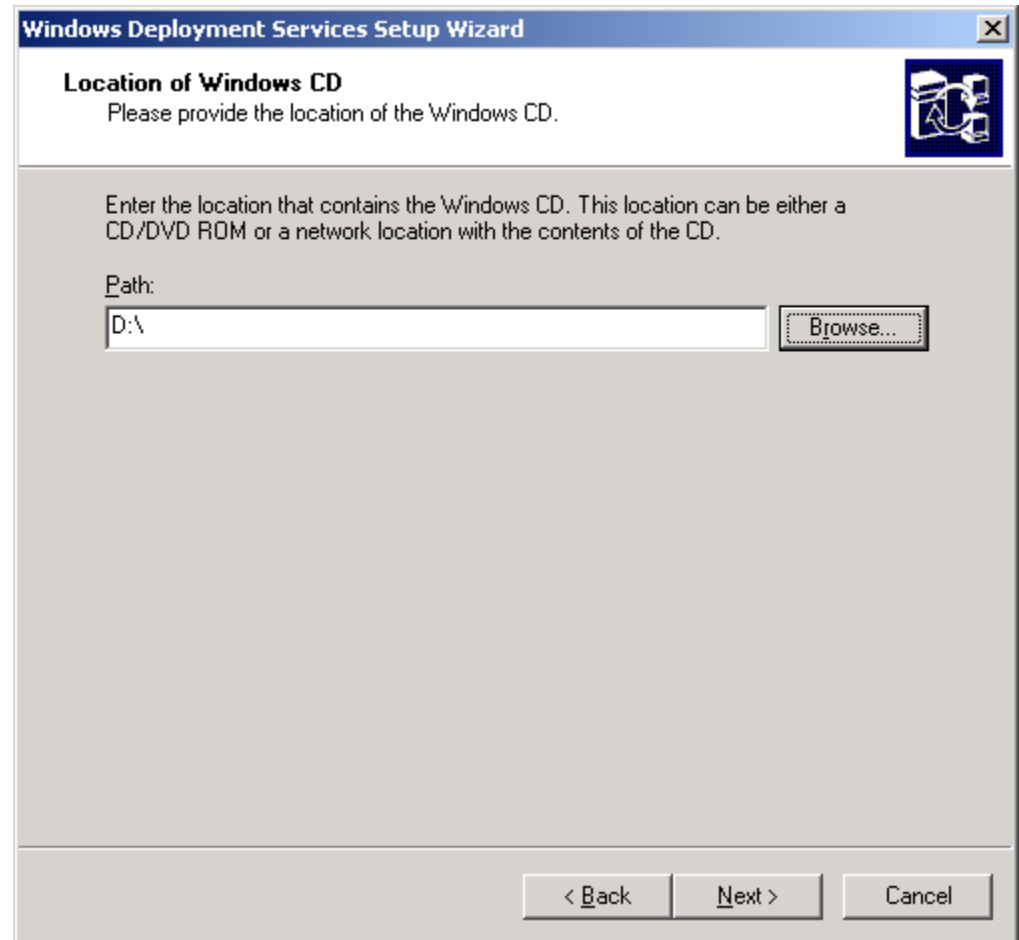 Windows Deployment Services Setup Wizard
Location of Windows CD
Please provide the location of the Windows CD.
Enter the location that contains the Windows CD. This location can be either a
CD/DVD ROM or a network location with the contents of the CD.
Path:
D:\
Browse...
< Back
Next >
Cancel